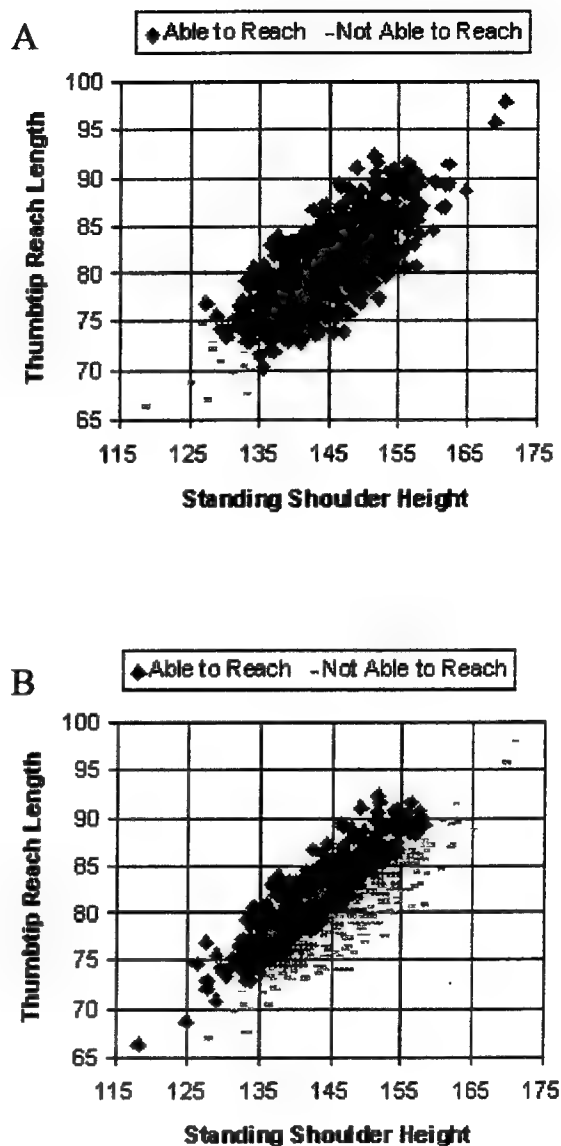 A
◆Able to Reach -Not Able to Reach
Thumbtip Reach Length
100
95
90
85
80
75
70
65
115 125 135 145 155 165 175
Standing Shoulder Height
B
◆Able to Reach -Not Able to Reach
Thumbtip Reach Length
100
95
90
85
80
75
70
65
115 125 135 145 155 165 175
Standing Shoulder Height